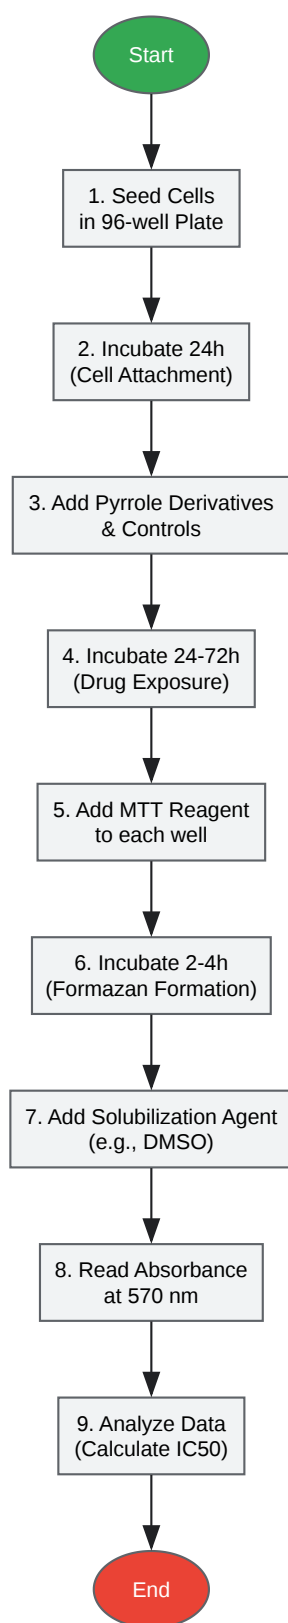 Start
1. Seed Cells
in 96-well Plate
2. Incubate 24h
(Cell Attachment)
3. Add Pyrrole Derivatives
& Controls
4. Incubate 24-72h
(Drug Exposure)
5. Add MTT Reagent
to each well
6. Incubate 2-4h
(Formazan Formation)
7. Add Solubilization Agent
(e.g., DMSO)
8. Read Absorbance
at 570 nm
9. Analyze Data
(Calculate IC50)
End